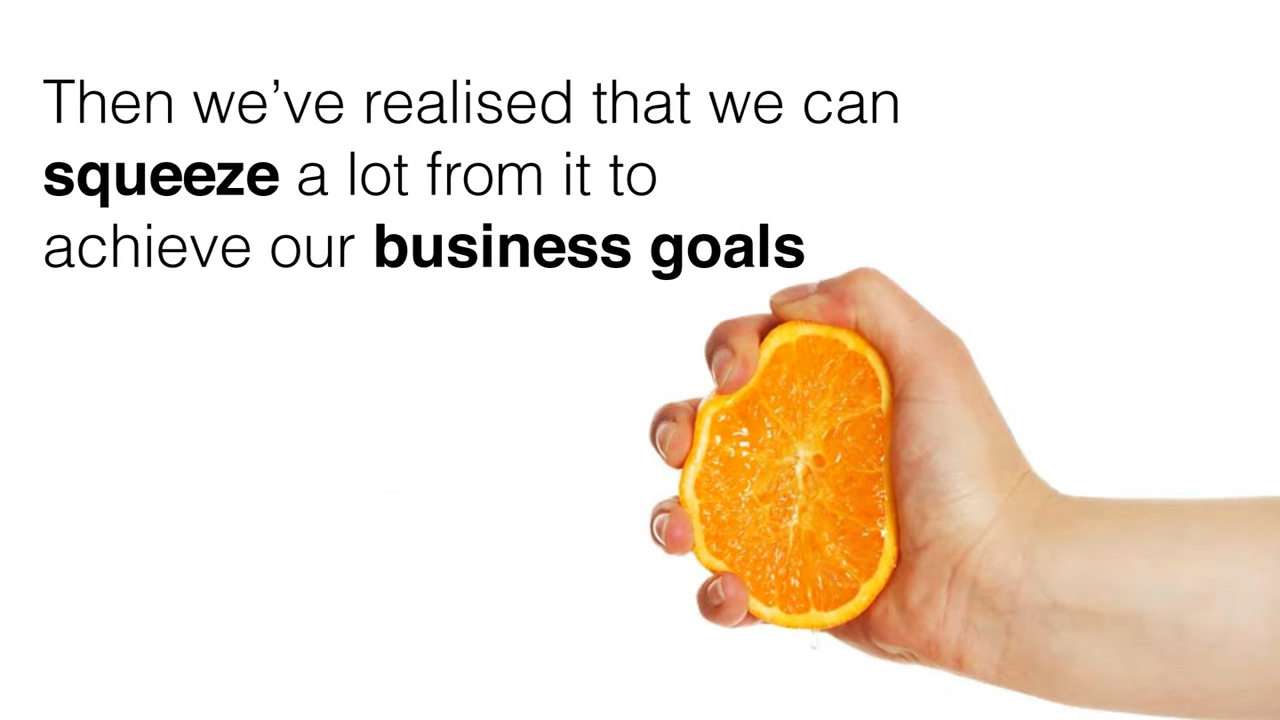 Then we’ve realised that we can
squeeze a lot from it to
achieve our business goals